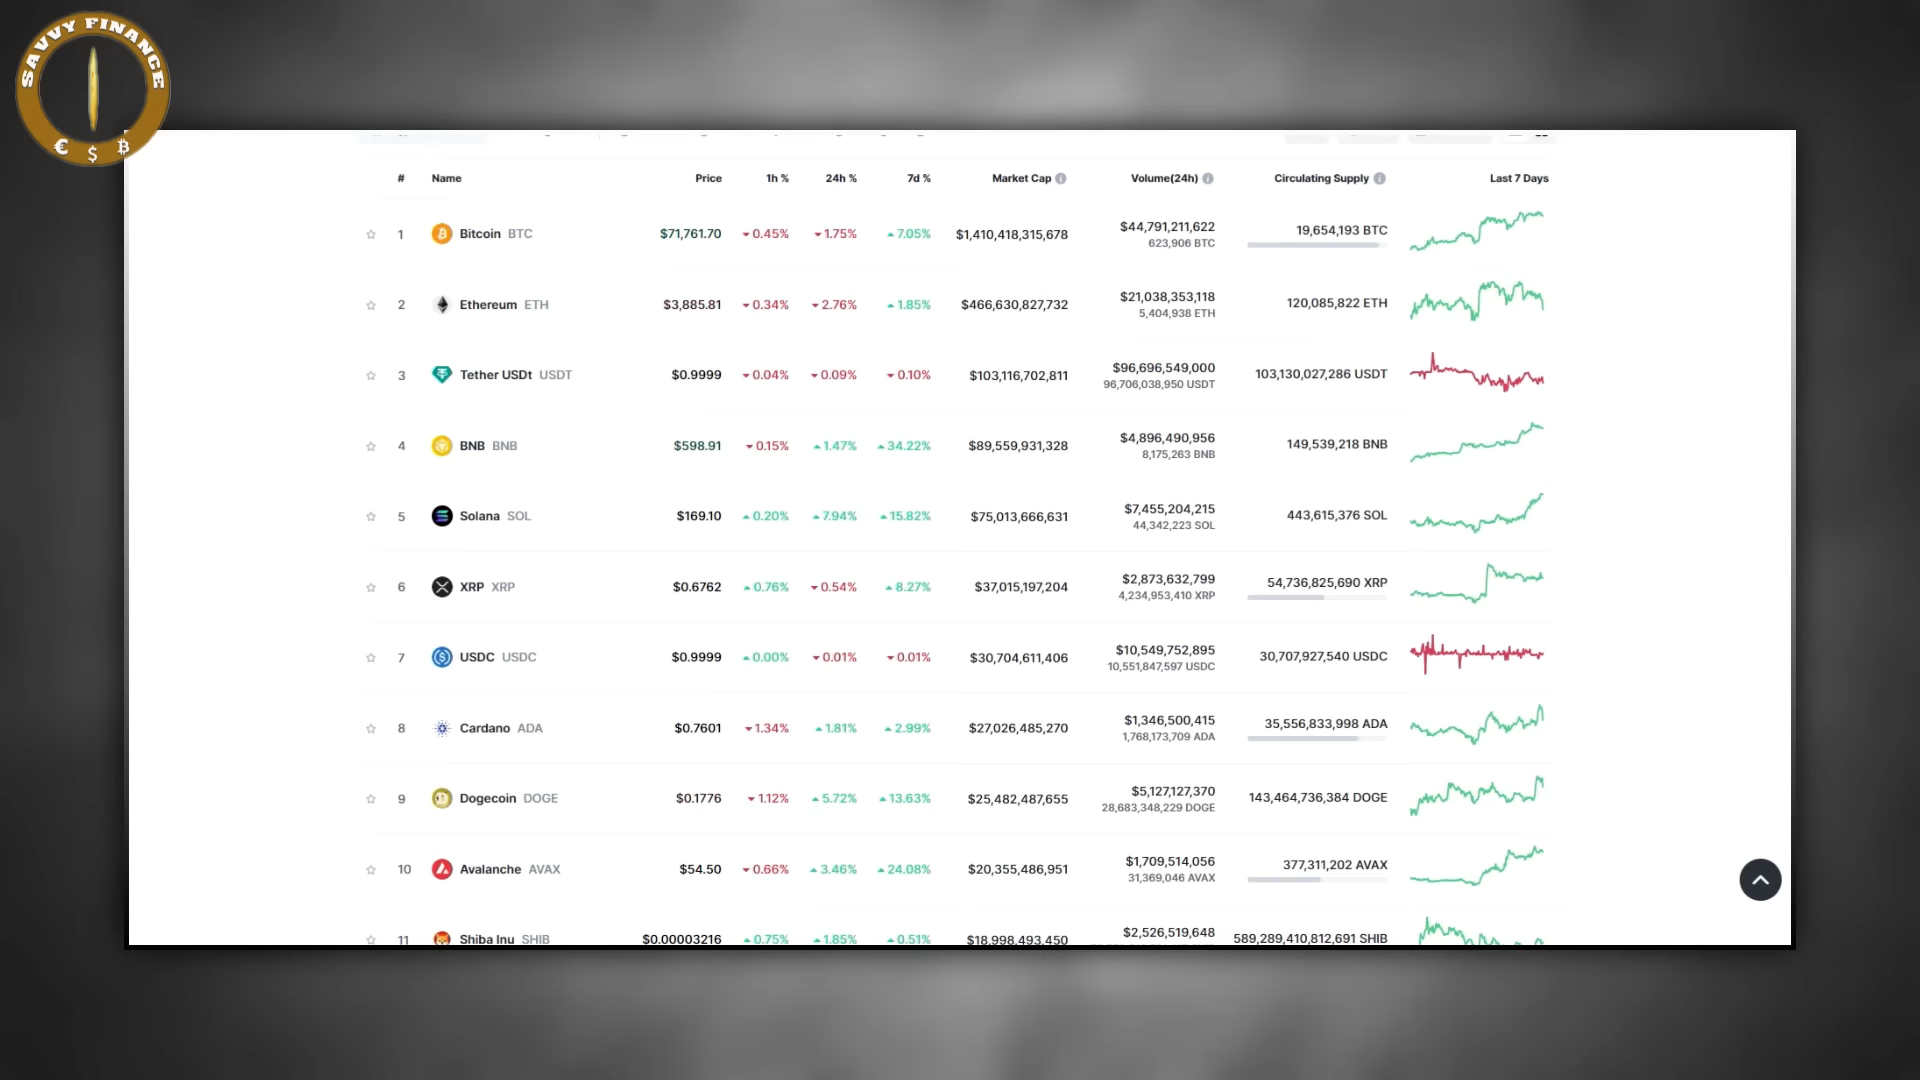 SAVVY FINANCE
€ $ ₿
# Name Price 1h % 24h % 7d % Market Cap Volume(24h) Circulating Supply Last 7 Days
1 Bitcoin BTC $71,761.70 0.45% 1.75% 7.05% $1,410,418,315,678 $44,791,211,622 19,654,193 BTC
623,906 BTC
2 Ethereum ETH $3,885.81 0.34% 2.76% 1.85% $466,630,827,732 $21,038,353,118 120,085,822 ETH
5,404,938 ETH
3 Tether USDt USDT $0.9999 0.04% 0.09% 0.10% $103,116,702,811 $96,696,549,000 103,130,027,286 USDT
96,706,038,950 USDT
4 BNB BNB $598.91 0.15% 1.47% 34.22% $89,559,931,328 $4,896,490,956 149,539,218 BNB
8,175,263 BNB
5 Solana SOL $169.10 0.20% 7.94% 15.82% $75,013,666,631 $7,455,204,215 443,615,376 SOL
44,342,223 SOL
6 XRP XRP $0.6762 0.76% 0.54% 8.27% $37,015,197,204 $2,873,632,799 54,736,825,690 XRP
4,234,953,410 XRP
7 USDC USDC $0.9999 0.00% 0.01% 0.01% $30,704,611,406 $10,549,752,895 30,707,927,540 USDC
10,551,847,597 USDC
8 Cardano ADA $0.7601 1.34% 1.81% 2.99% $27,026,485,270 $1,346,500,415 35,556,833,998 ADA
1,768,173,709 ADA
9 Dogecoin DOGE $0.1776 1.12% 5.72% 13.63% $25,482,487,655 $5,127,127,370 143,464,736,384 DOGE
28,683,348,229 DOGE
10 Avalanche AVAX $54.50 0.66% 3.46% 24.08% $20,355,486,951 $1,709,514,056 377,311,202 AVAX
31,369,046 AVAX
11 Shiba Inu SHIB $0.00003216 0.75% 1.85% 0.51% $18,998,493,450 $2,526,519,648 589,289,410,812,691 SHIB